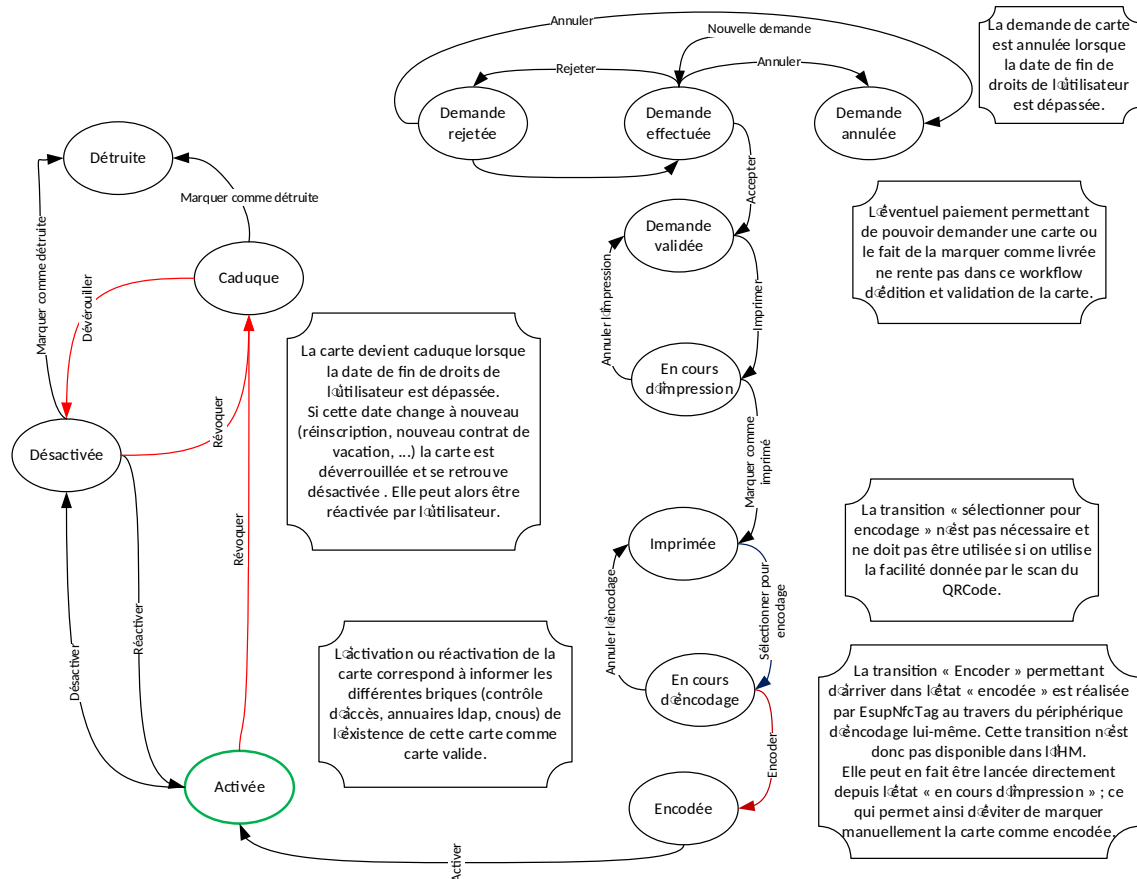 Annuler
Nouvelle demande
Rejeter
Annuler
Demande
rejetée
Demande
effectuée
Demande
annulée
La demande de carte
est annulée lorsque
la date de fin de
droits de l'utilisateur
est dépassée.
Détruite
Marquer comme détruite
Marquer comme détruite
Accepter
Demande
validée
L'éventuel paiement permettant
de pouvoir demander une carte ou
le fait de la marquer comme livrée
ne rente pas dans ce workflow
d'édition et validation de la carte.
Caduque
Dévérouiller
Annuler l'impression
Imprimer
En cours
d'impression
La carte devient caduque lorsque
la date de fin de droits de
l'utilisateur est dépassée.
Si cette date change à nouveau
(réinscription, nouveau contrat de
vacation, ...) la carte est
déverrouillée et se retrouve
désactivée . Elle peut alors être
réactivée par l'utilisateur.
Désactivée
Révoquer
Révoquer
Marquer comme
imprimé
Imprimée
La transition « sélectionner pour
encodage » n'est pas nécessaire et
ne doit pas être utilisée si on utilise
la facilité donnée par le scan du
QRCode.
Annuler l'encodage
Sélectionner pour
encodage
Désactiver
Réactiver
L'activation ou réactivation de la
carte correspond à informer les
différentes briques (contrôle
d'accès, annuaires ldap, cnous) de
l'existence de cette carte comme
carte valide.
En cours
d'encodage
La transition « Encoder » permettant
d'arriver dans l'état « encodée » est réalisée
par EsupNfcTag au travers du périphérique
d'encodage lui-même. Cette transition n'est
donc pas disponible dans l'IHM.
Elle peut en fait être lancée directement
depuis l'état « en cours d'impression » ; ce
qui permet ainsi d'éviter de marquer
manuellement la carte comme encodée.
Encoder
Activée
Encodée
Activer